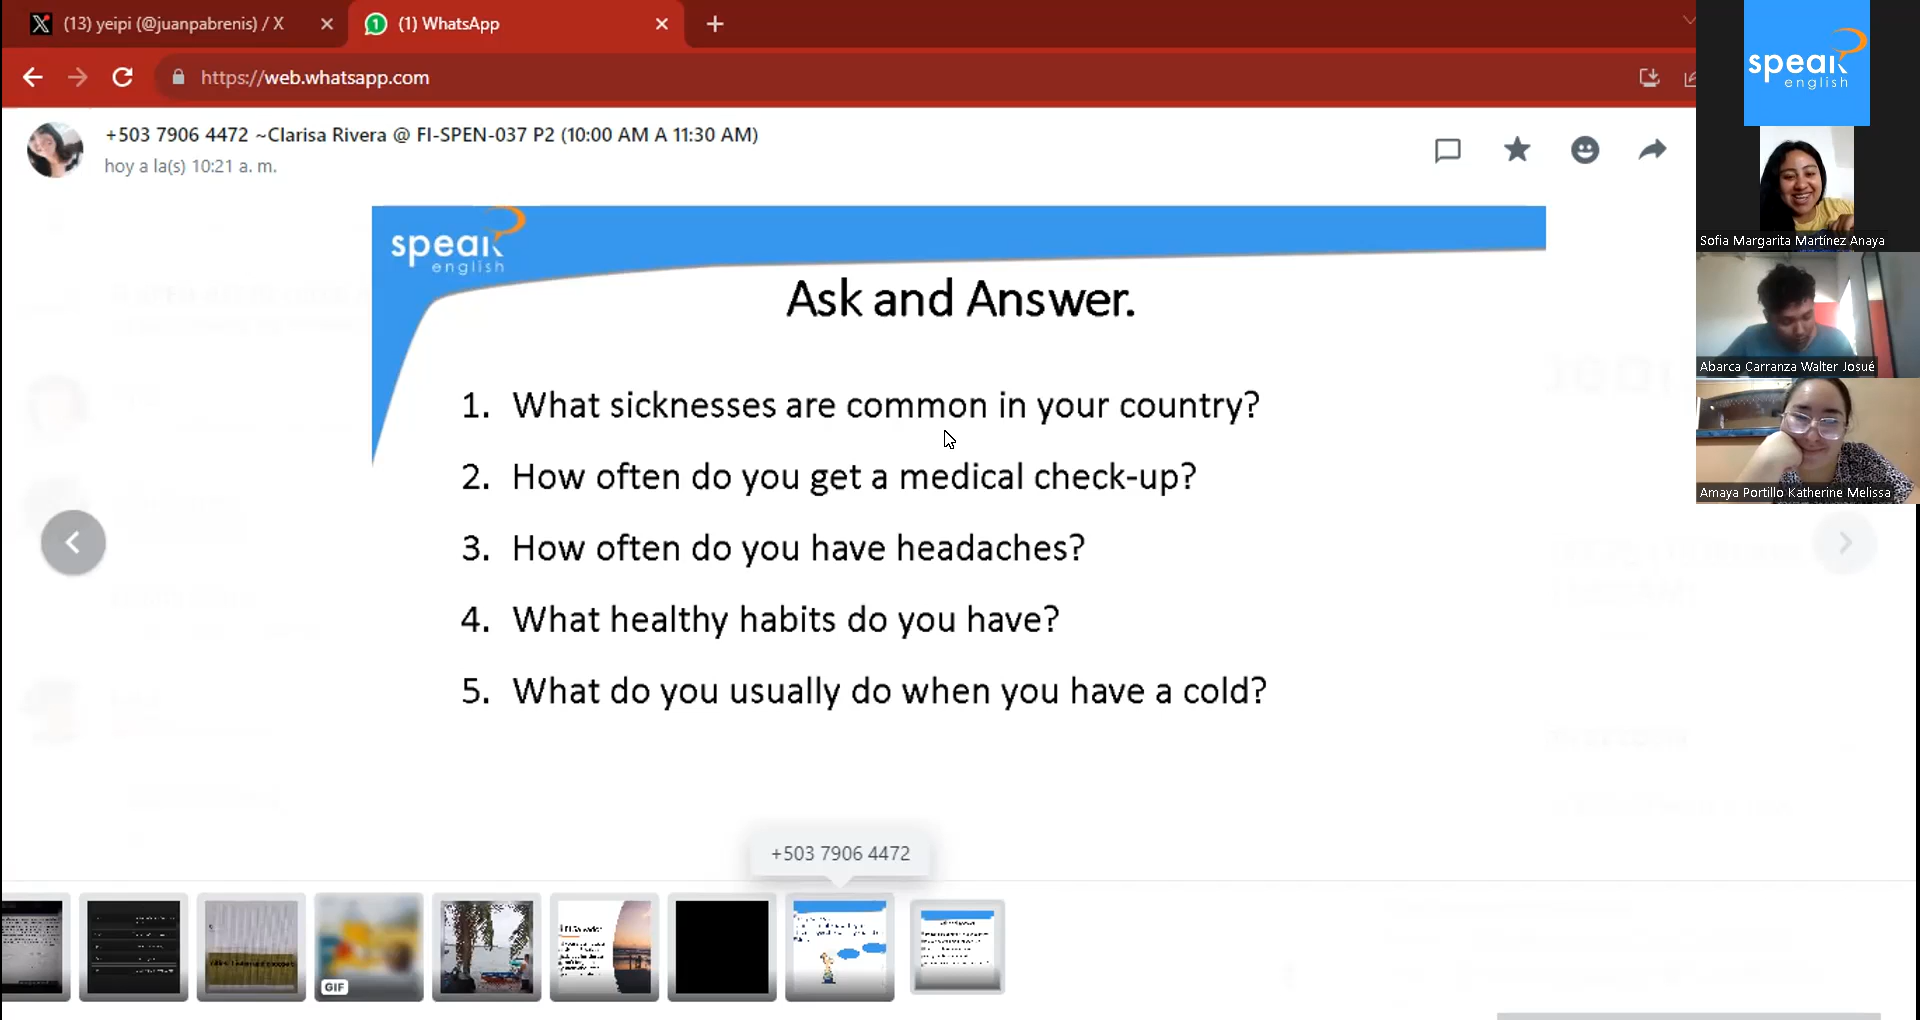 (13) yeipi (@juanpabrenis) / X
(1) WhatsApp
https://web.whatsapp.com
+503 7906 4472 ~Clarisa Rivera @ FI-SPEN-037 P2 (10:00 AM A 11:30 AM)
hoy a la(s) 10:21 a. m.
speak
english
Ask and Answer.
1. What sicknesses are common in your country?
2. How often do you get a medical check-up?
3. How often do you have headaches?
4. What healthy habits do you have?
5. What do you usually do when you have a cold?
speak
english
Sofia Margarita Martínez Anaya
Abarca Carranza Walter Josué
Amaya Portillo Katherine Melissa
+503 7906 4472
GIF